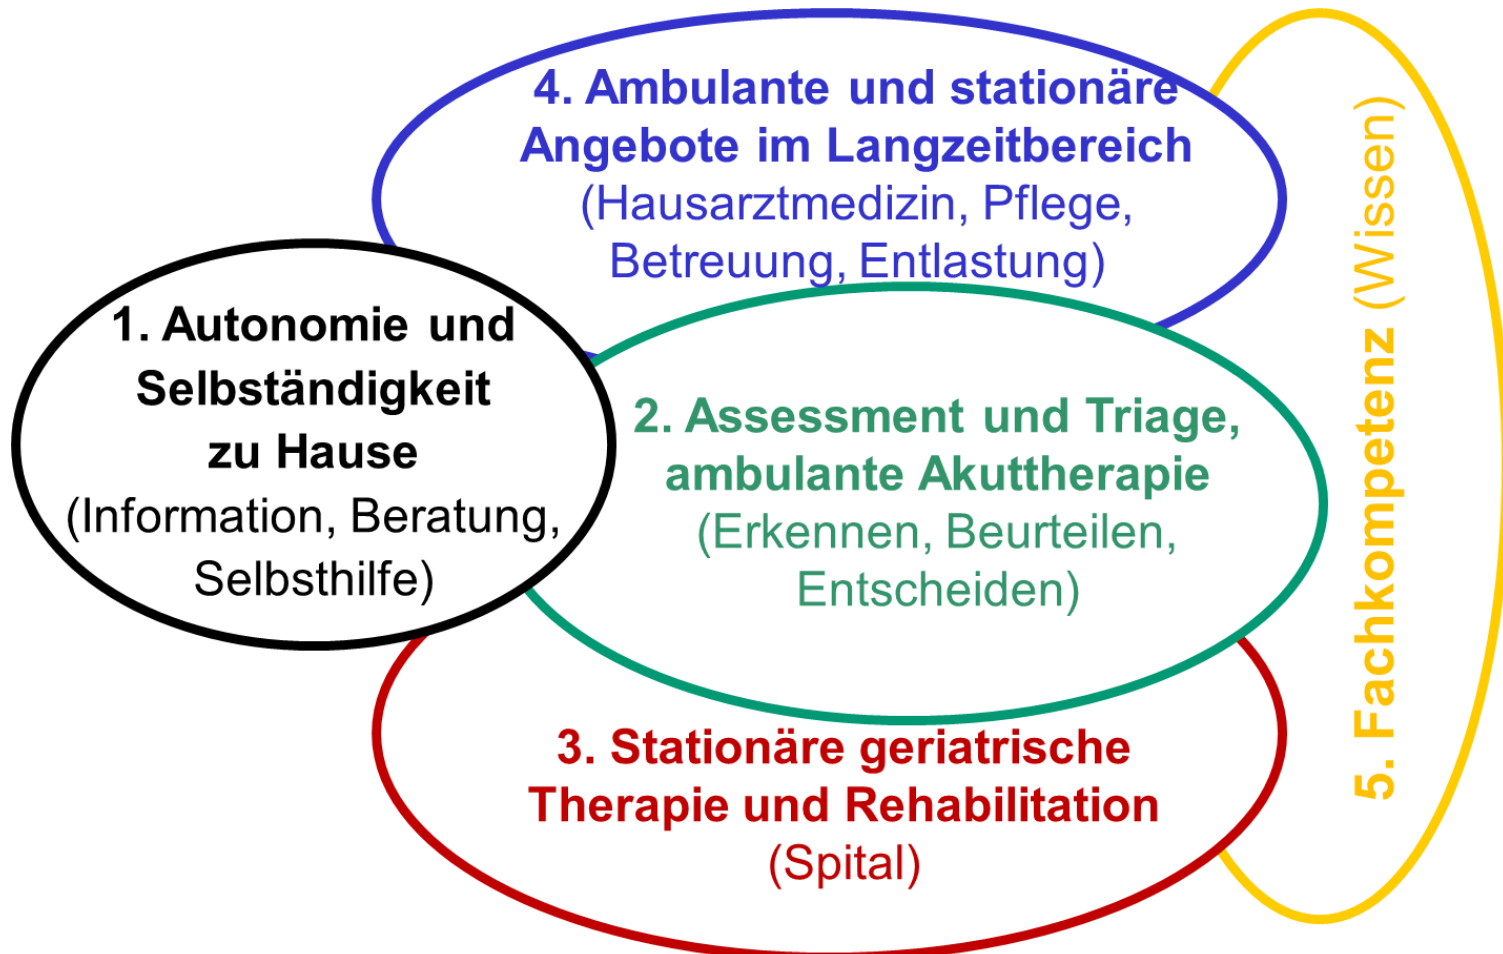 4. Ambulante und stationäre
Angebote im Langzeitbereich
(Hausarztmedizin, Pflege,
Betreuung, Entlastung)
1. Autonomie und
Selbständigkeit
zu Hause
(Information, Beratung,
Selbsthilfe)
2. Assessment und Triage,
ambulante Akuttherapie
(Erkennen, Beurteilen,
Entscheiden)
3. Stationäre geriatrische
Therapie und Rehabilitation
(Spital)
5. Fachkompetenz (Wissen)